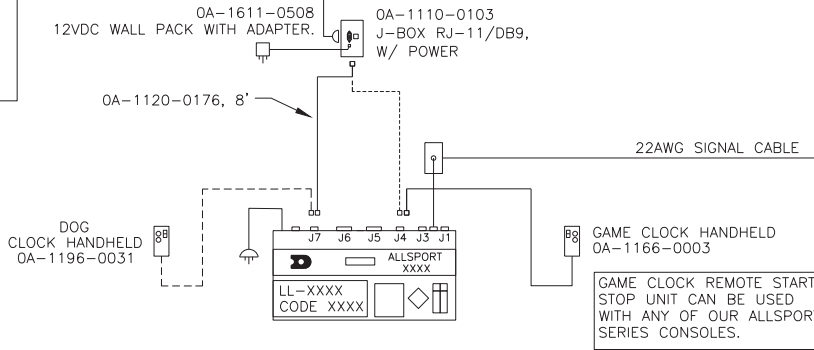 0A-1611-0508
12VDC WALL PACK WITH ADAPTER.
0A-1110-0103
J-BOX RJ-11/DB9,
W/ POWER
0A-1120-0176, 8'
22AWG SIGNAL CABLE
DOG
CLOCK HANDHELD
0A-1196-0031
J7 J6 J5 J4 J3 J1
ALLSPORT
XXXX
LL-XXXX
CODE XXXX
GAME CLOCK HANDHELD
0A-1166-0003
GAME CLOCK REMOTE START
STOP UNIT CAN BE USED
WITH ANY OF OUR ALLSPORT
SERIES CONSOLES.